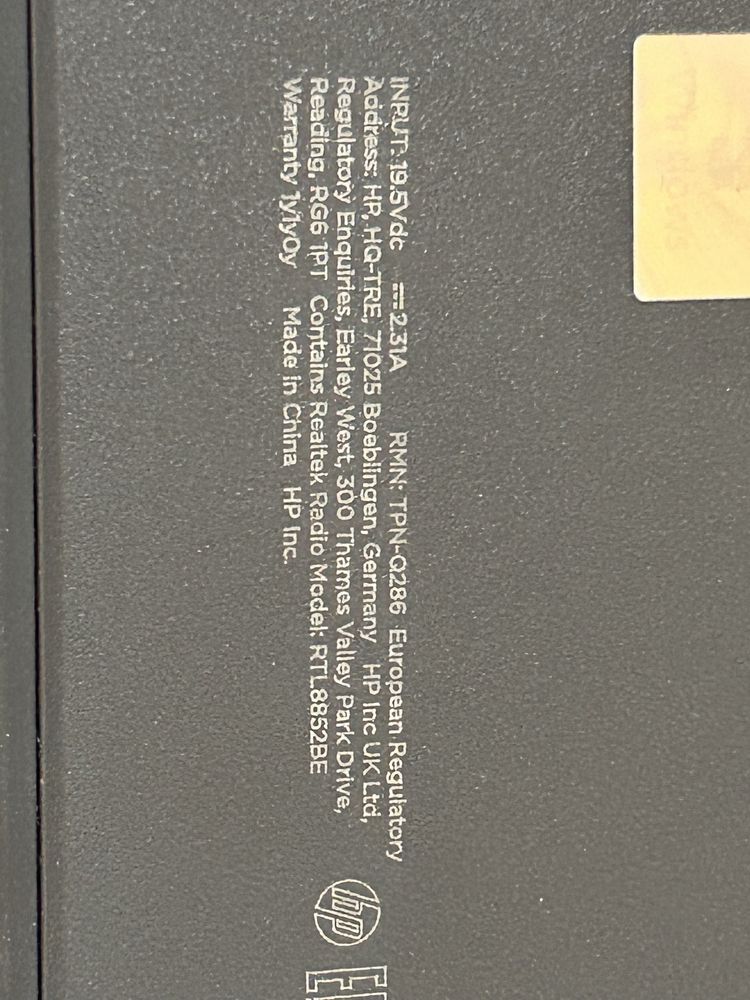 INPUT: 19.5Vdc ⎓ 2.31A RMN: TPN-Q286 European Regulatory
Address: HP, HQ-TRE, 71025 Boeblingen, Germany HP Inc UK Ltd,
Regulatory Enquiries, Earley West, 300 Thames Valley Park Drive,
Reading, RG6 1PT Contains Realtek Radio Model: RTL8852BE
Warranty 1y1y0y Made in China HP Inc.
hp